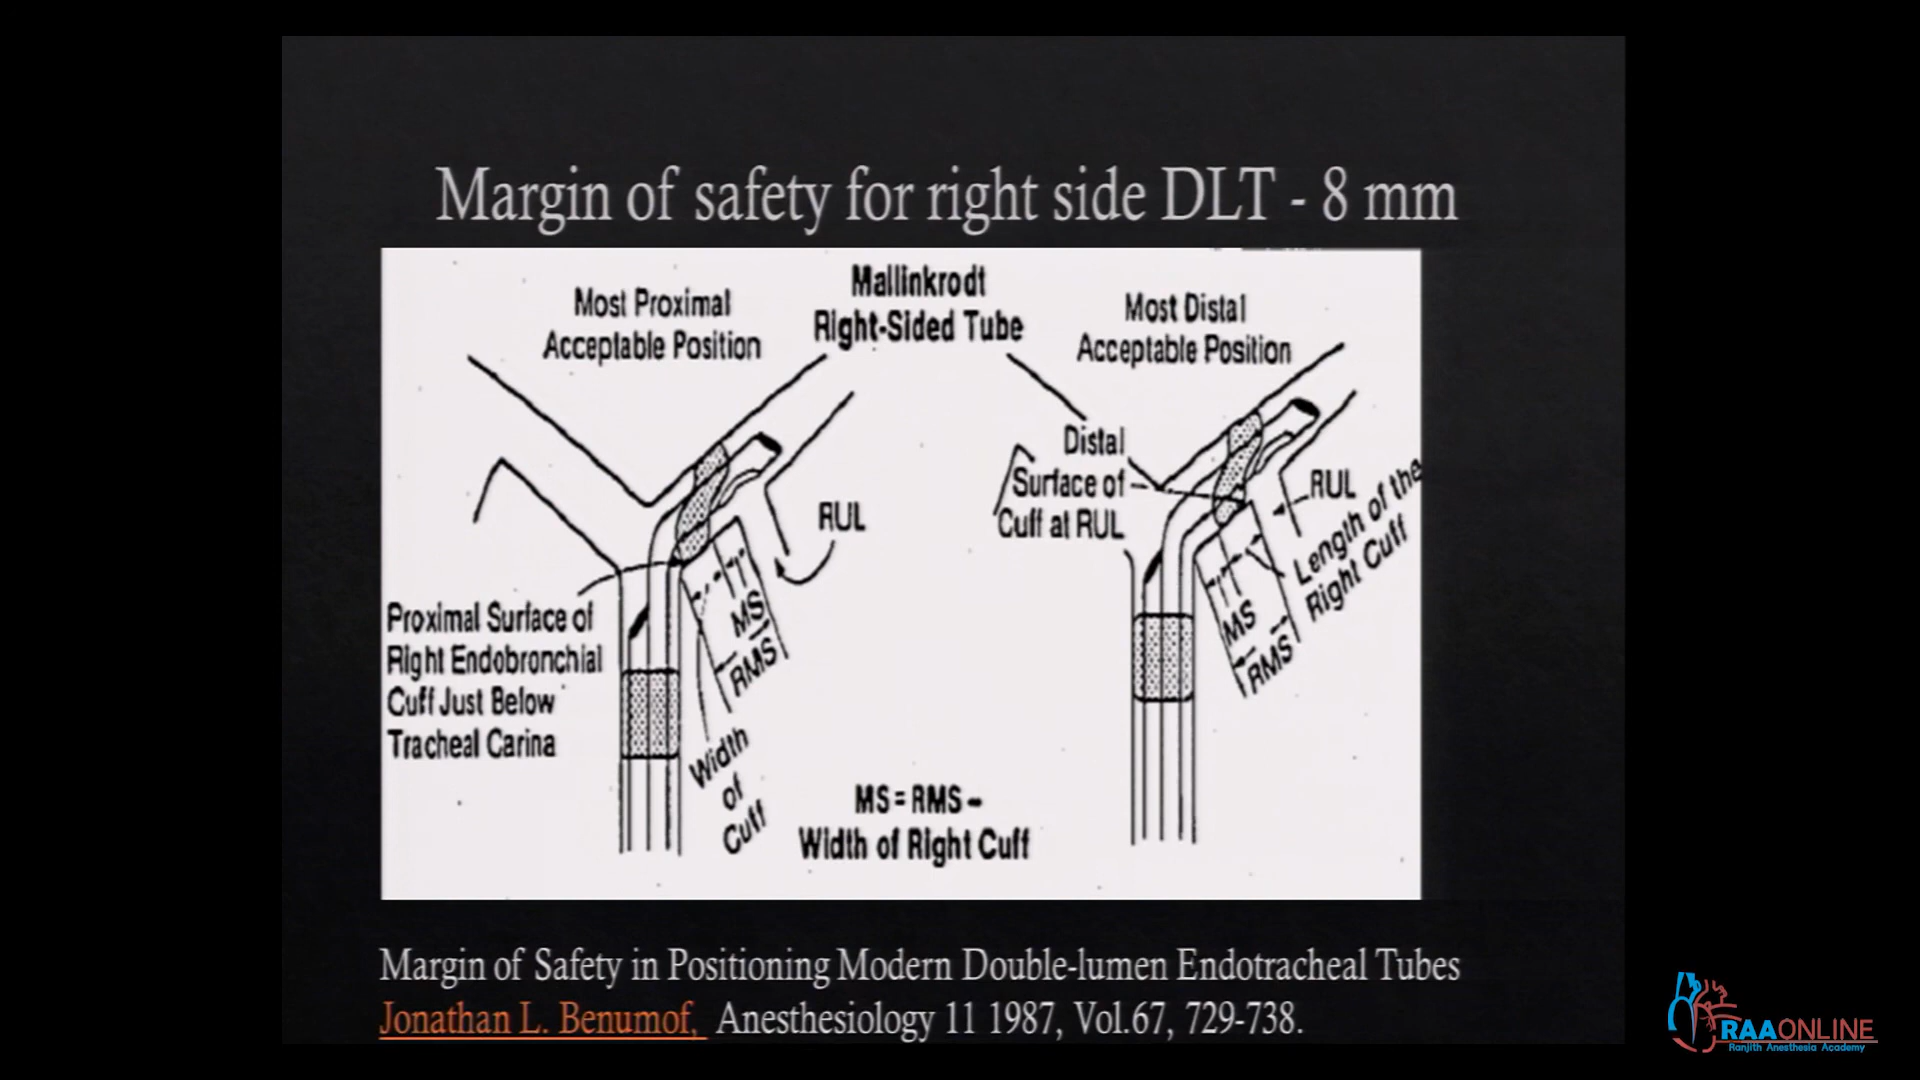 Margin of safety for right side DLT - 8 mm
Mallinkrodt
Right-Sided Tube
Most Proximal
Acceptable Position
RUL
Proximal Surface of
Right Endobronchial
Cuff Just Below
Tracheal Carina
MS
RMS
Width
of
Cuff
Most Distal
Acceptable Position
Distal
Surface of
Cuff at RUL
RUL
Length of the
Right Cuff
MS
RMS
MS = RMS -
Width of Right Cuff
Margin of Safety in Positioning Modern Double-lumen Endotracheal Tubes
Jonathan L. Benumof, Anesthesiology 11 1987, Vol.67, 729-738.
RAAONLINE
Ranjith Anesthesia Academy